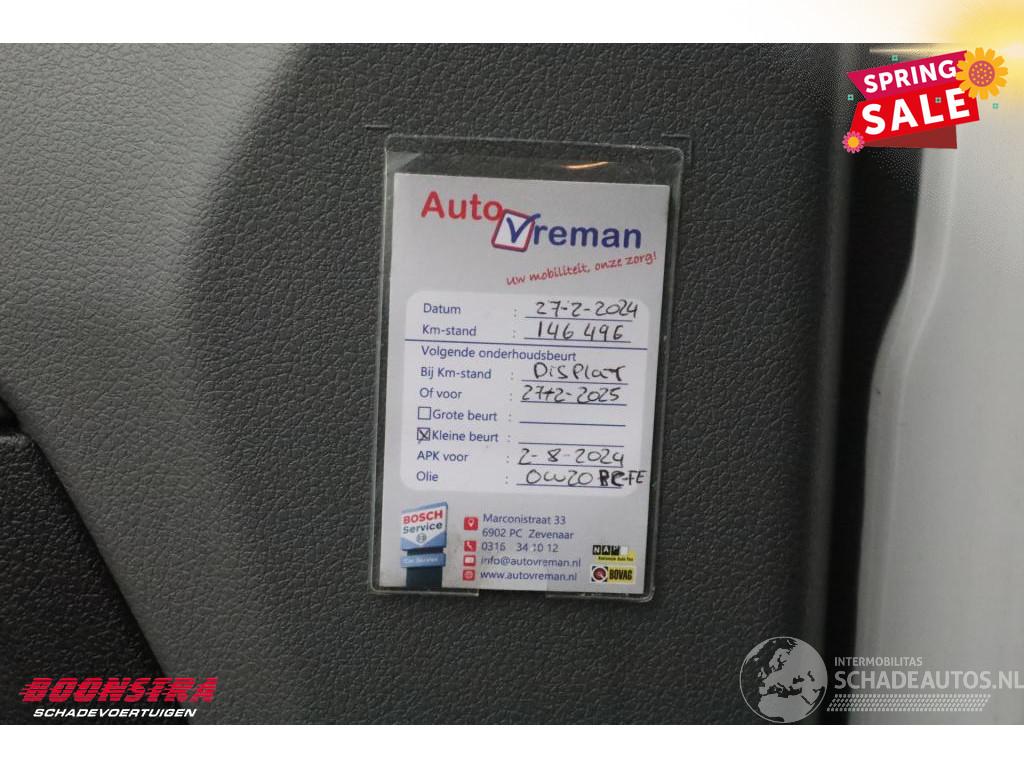 SPRING
SALE
Auto Vreman
Uw mobiliteit, onze zorg!
Datum : 27-2-2024
Km-stand : 146 496
Volgende onderhoudsbeurt
Bij Km-stand : DISPLAY
Of voor : 27-2-2025
Grote beurt :
Kleine beurt :
APK voor : 2-8-2024
Olie : 0W20
BOSCH
Service
Car Service
Marconistraat 33
6902 PC Zevenaar
0316 34 10 12
info@autovreman.nl
www.autovreman.nl
NAP
BOVAG
BOONSTRA
SCHADEVOERTUIGEN
INTERMOBILITAS
SCHADEAUTOS.NL